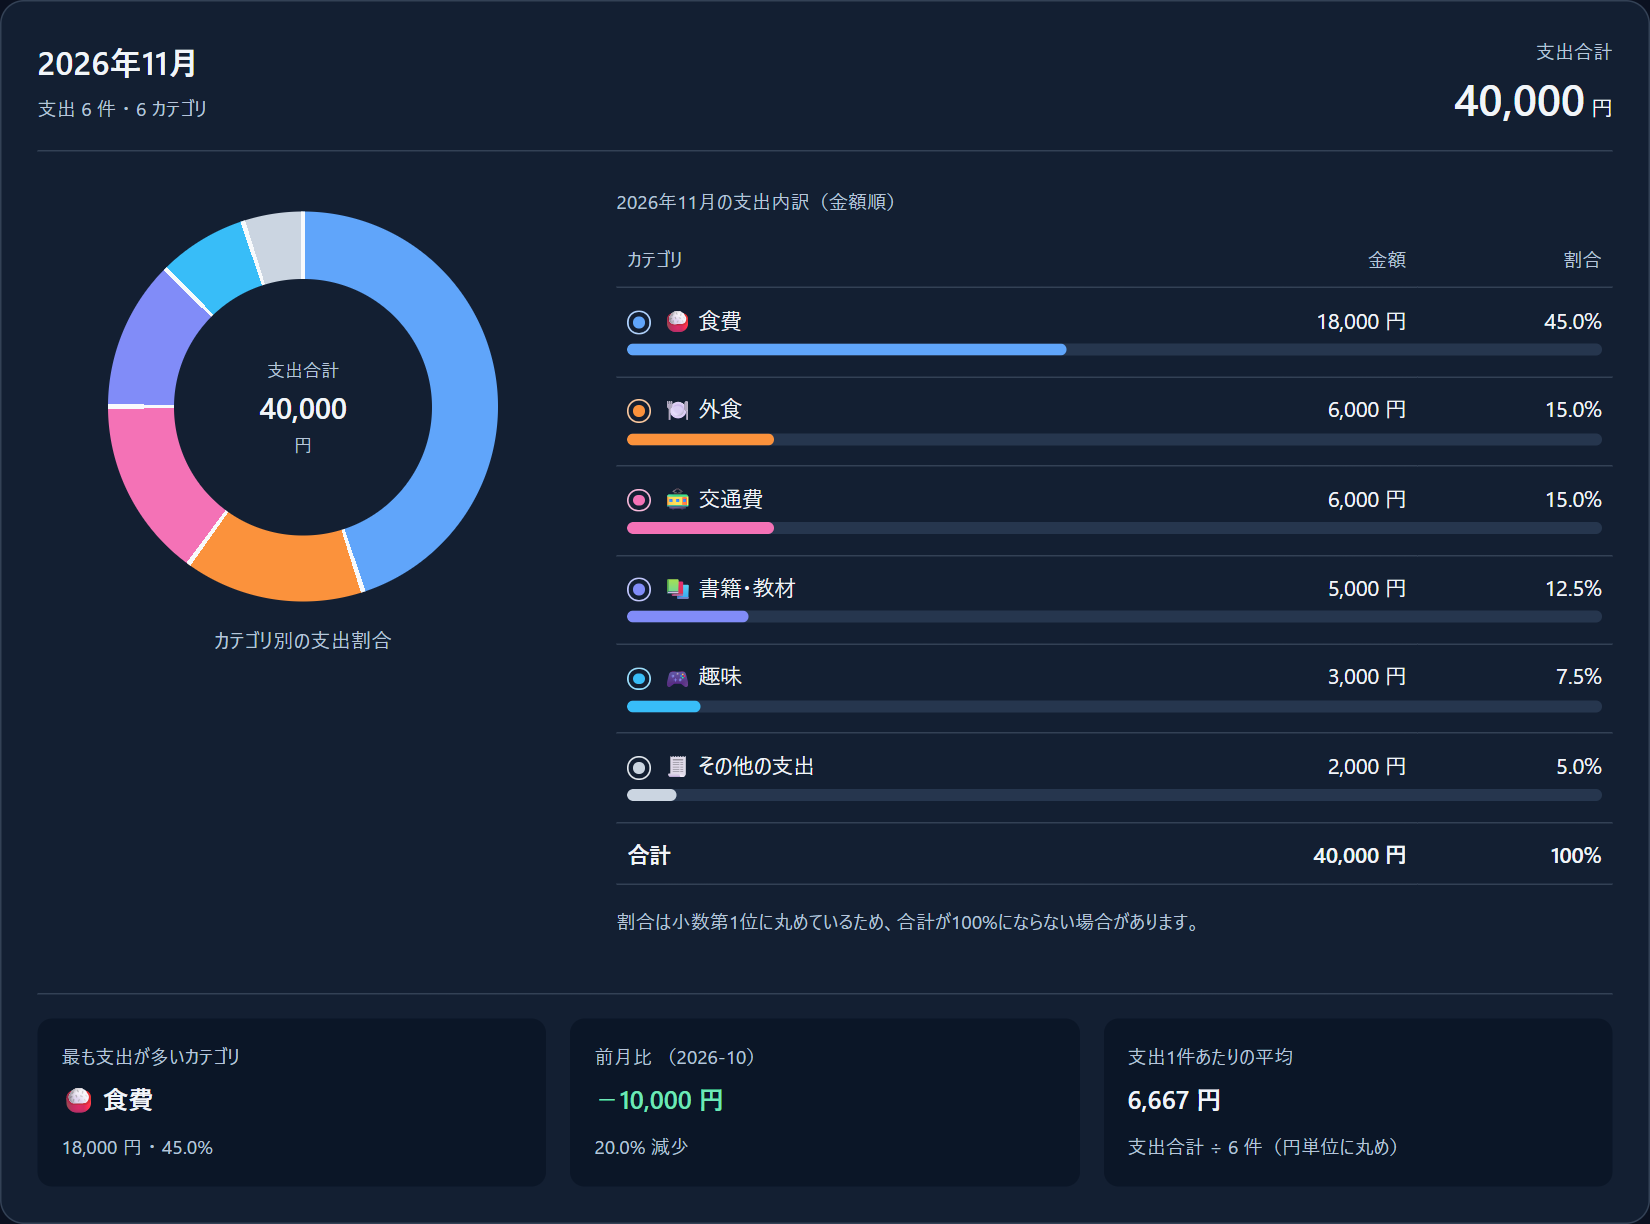 2026年11月
支出 6 件・6 カテゴリ
支出合計
40,000 円
支出合計
40,000
円
カテゴリ別の支出割合
2026年11月の支出内訳（金額順）
カテゴリ 金額 割合
食費 18,000 円 45.0%
外食 6,000 円 15.0%
交通費 6,000 円 15.0%
書籍・教材 5,000 円 12.5%
趣味 3,000 円 7.5%
その他の支出 2,000 円 5.0%
合計 40,000 円 100%
割合は小数第1位に丸めているため、合計が100%にならない場合があります。
最も支出が多いカテゴリ
食費
18,000 円・45.0%
前月比 （2026-10）
−10,000 円
20.0% 減少
支出1件あたりの平均
6,667 円
支出合計 ÷ 6 件（円単位に丸め）